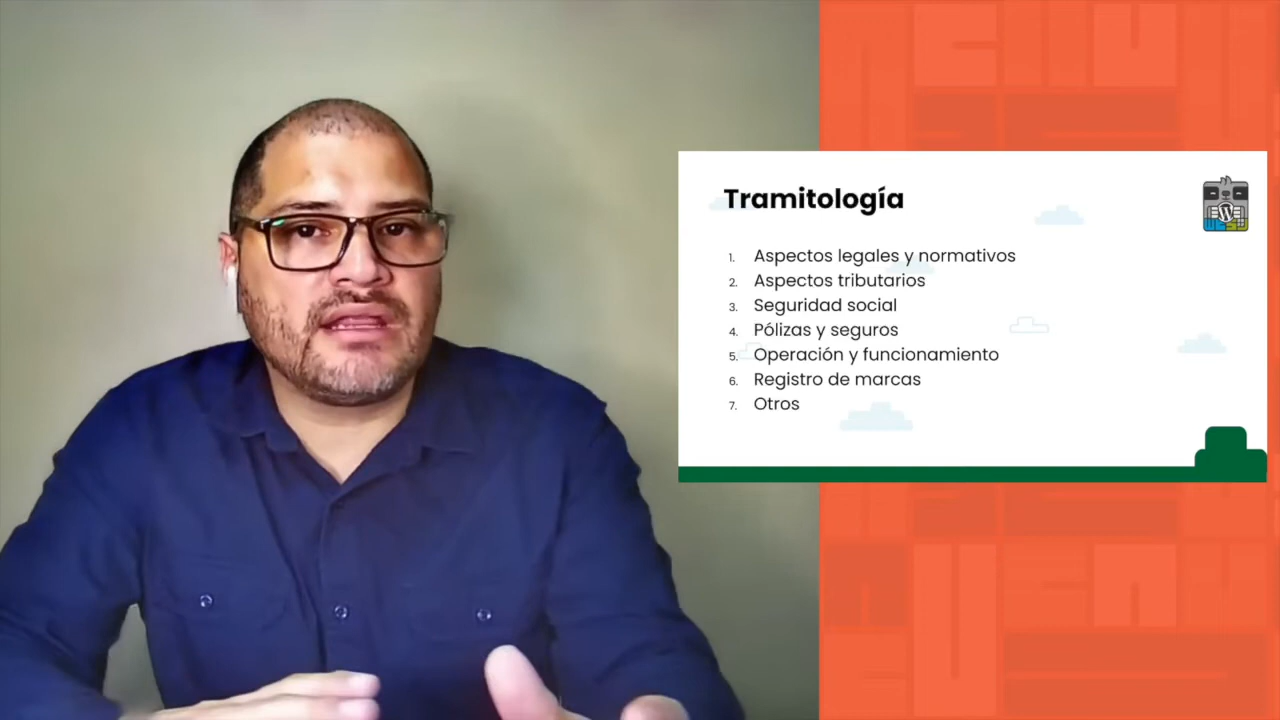 Tramitología
1. Aspectos legales y normativos
2. Aspectos tributarios
3. Seguridad social
4. Pólizas y seguros
5. Operación y funcionamiento
6. Registro de marcas
7. Otros